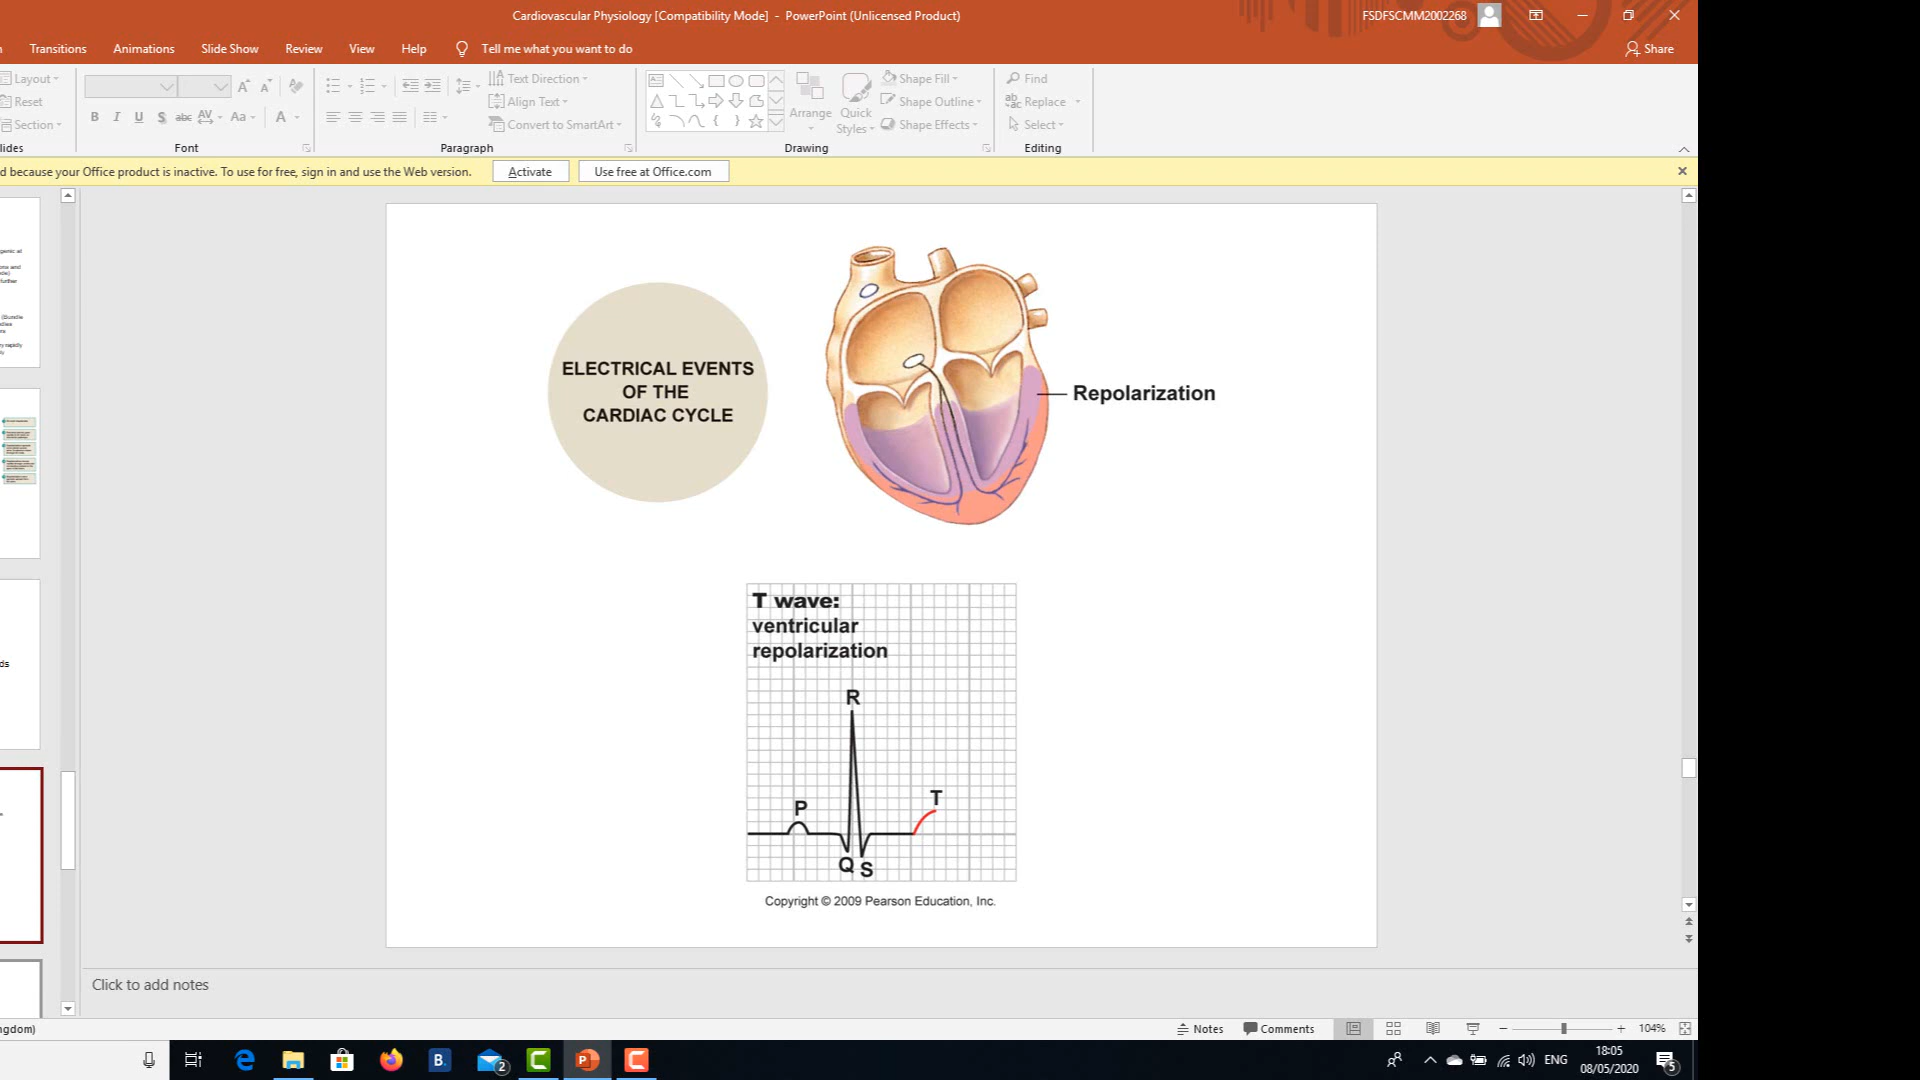 Cardiovascular Physiology [Compatibility Mode] - PowerPoint (Unlicensed Product)
FSDFSCMM2002268
Transitions Animations Slide Show Review View Help Tell me what you want to do
Share
Layout
Reset
Section
Text Direction
Align Text
Convert to SmartArt
Arrange
Quick
Styles
Shape Fill
Shape Outline
Shape Effects
Find
Replace
Select
Font Paragraph Drawing Editing
d because your Office product is inactive. To use for free, sign in and use the Web version. Activate Use free at Office.com
ELECTRICAL EVENTS
OF THE
CARDIAC CYCLE
Repolarization
T wave:
ventricular
repolarization
R
P
T
Q S
Copyright © 2009 Pearson Education, Inc.
Click to add notes
ngdom)
Notes Comments 104%
ENG
18:05
08/05/2020